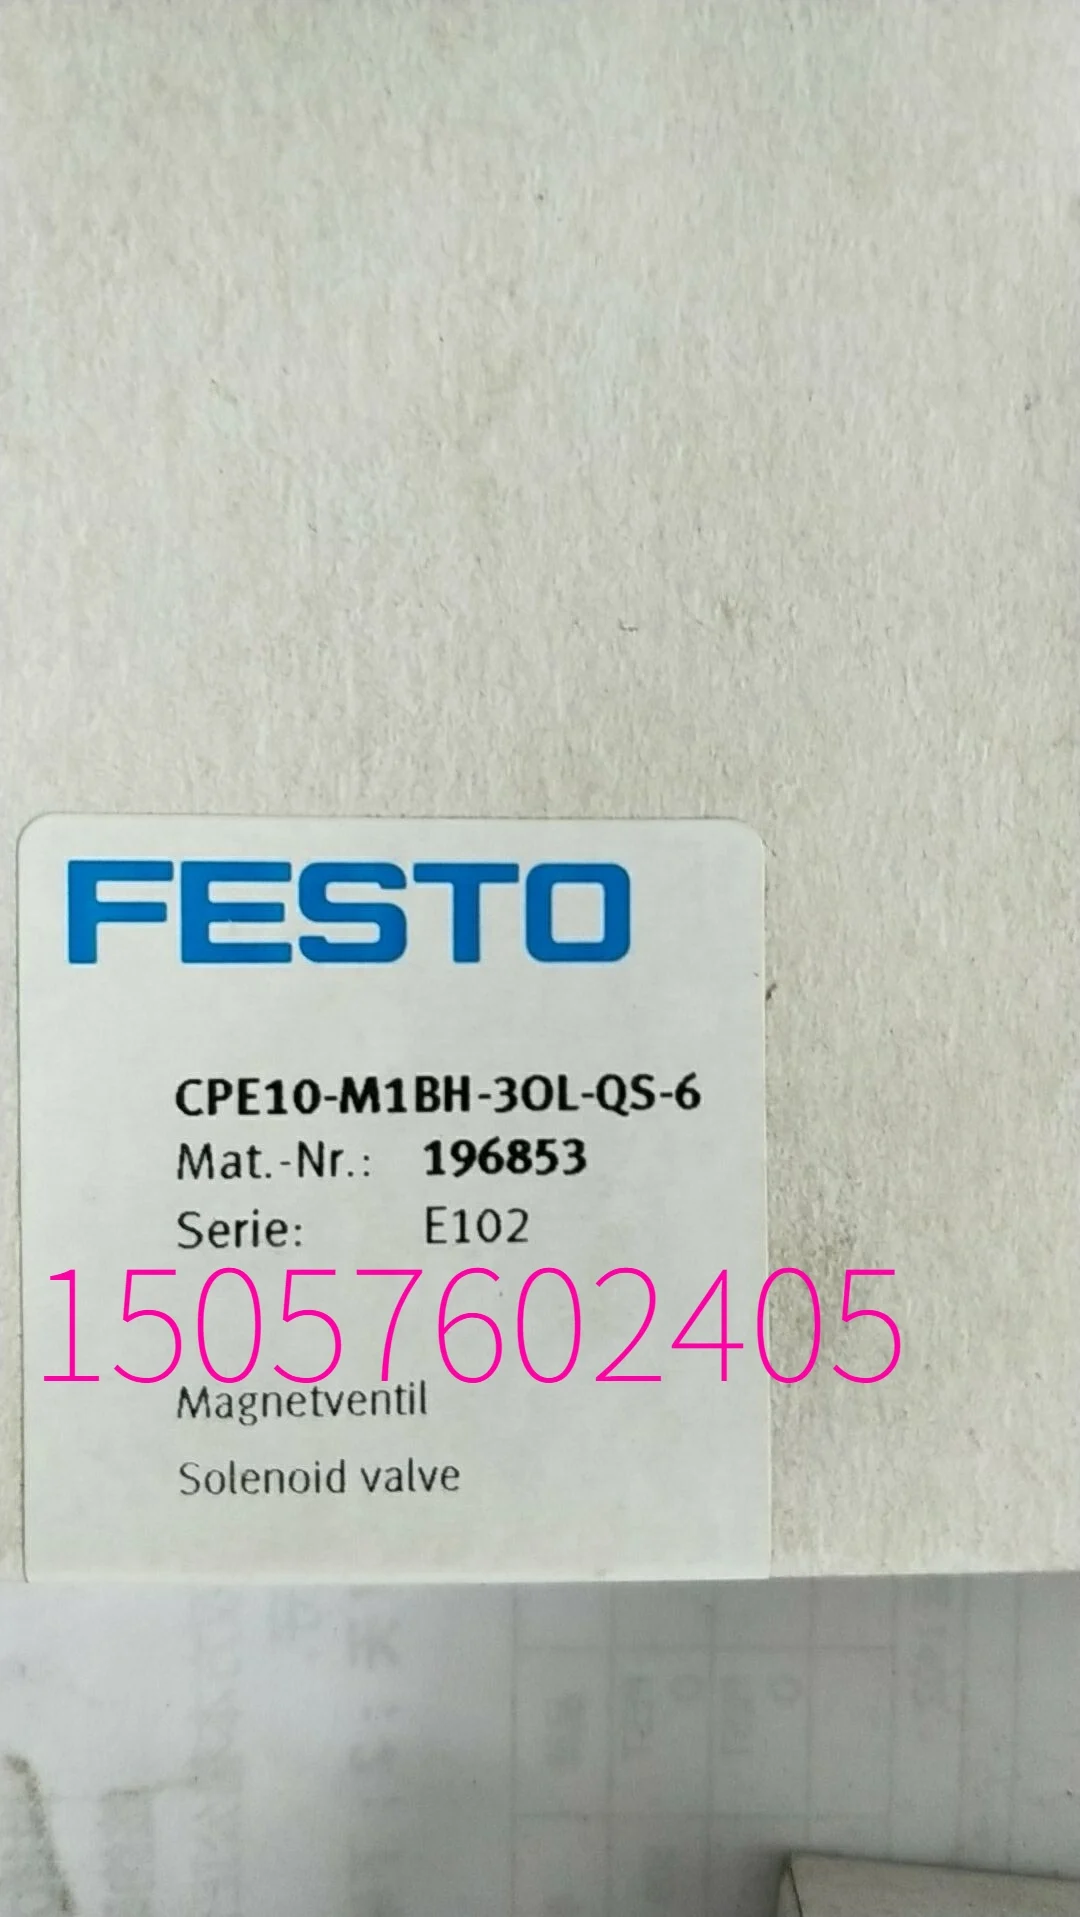 FESTO
CPE10-M1BH-3OL-QS-6
Mat.-Nr.: 196853
Serie: E102
15057602405
Magnetventil
Solenoid valve